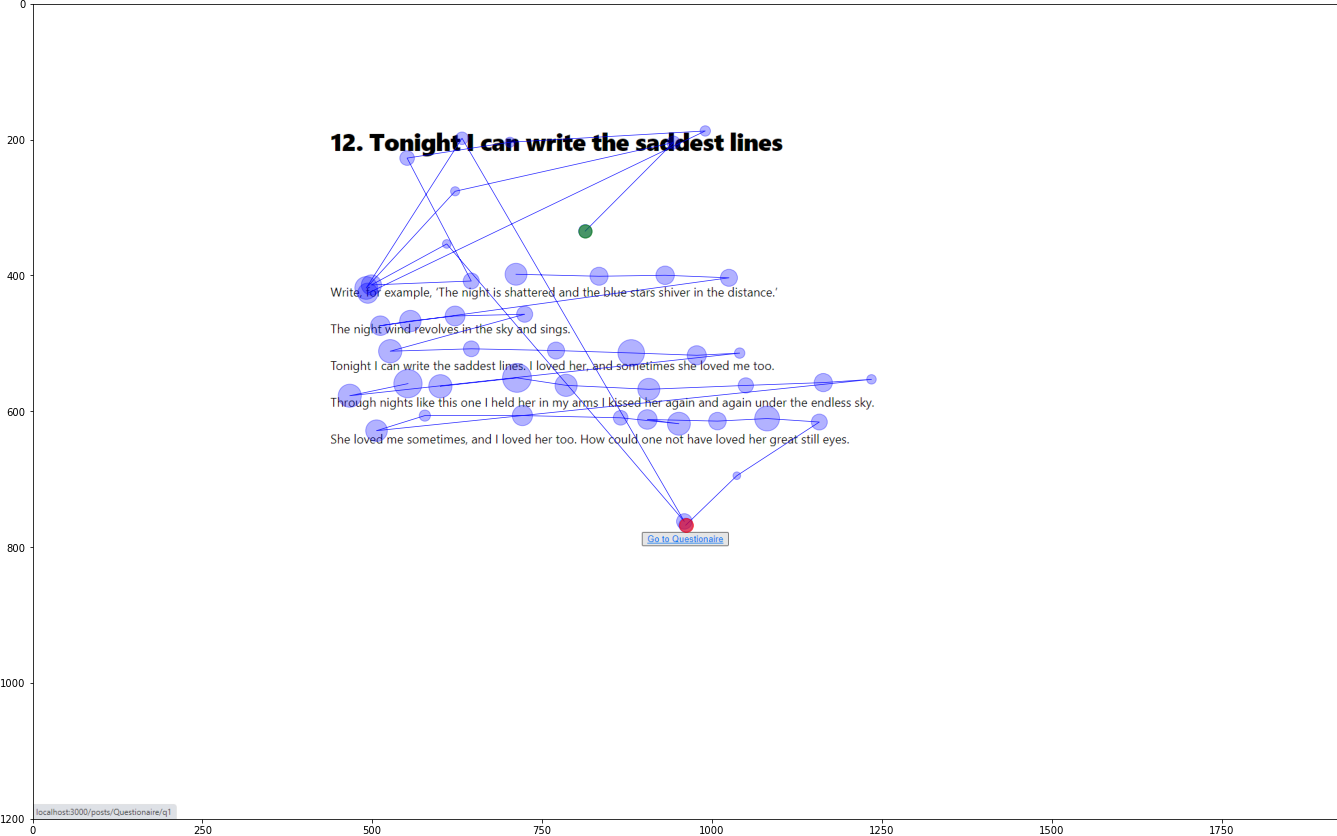 0
200
12. Tonight I can write the saddest lines
400
Write, for example, ‘The night is shattered and the blue stars shiver in the distance.’
The night wind revolves in the sky and sings.
Tonight I can write the saddest lines. I loved her, and sometimes she loved me too.
600
Through nights like this one I held her in my arms I kissed her again and again under the endless sky.
She loved me sometimes, and I loved her too. How could one not have loved her great still eyes.
800
Go to Questionaire
1000
localhost:3000/posts/Questionaire/q1
1200
0 250 500 750 1000 1250 1500 1750